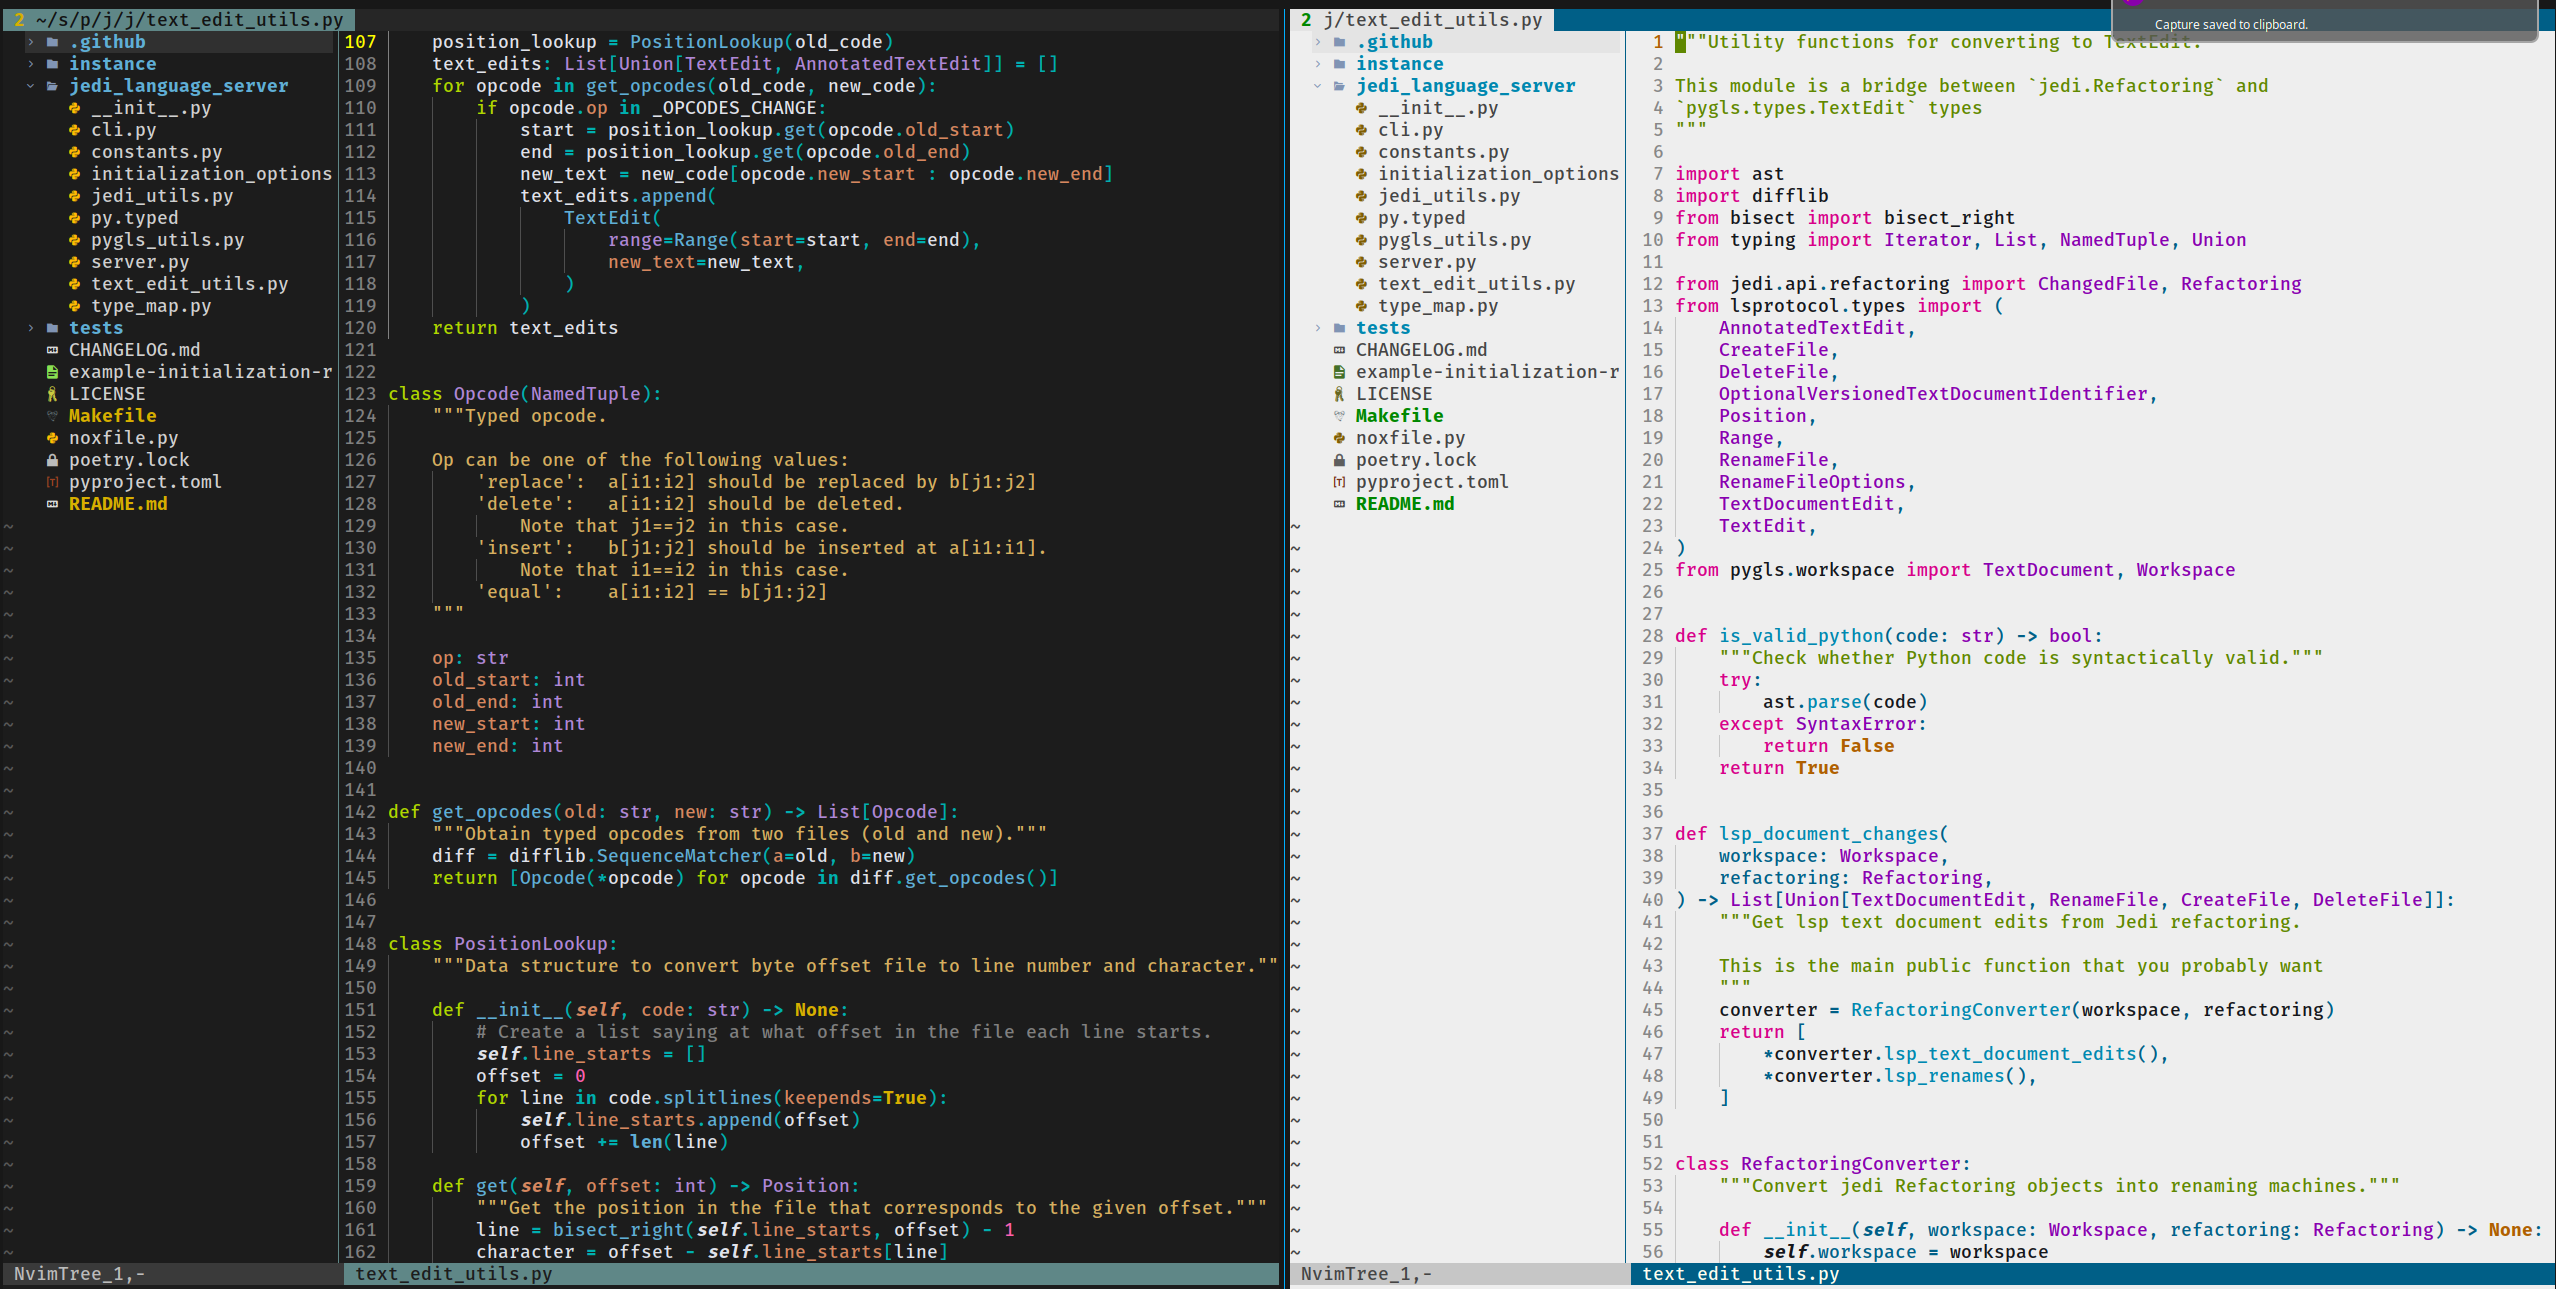 2 ~/s/p/j/j/text_edit_utils.py
.github
instance
jedi_language_server
__init__.py
cli.py
constants.py
initialization_options
jedi_utils.py
py.typed
pygls_utils.py
server.py
text_edit_utils.py
type_map.py
tests
CHANGELOG.md
example-initialization-r
LICENSE
Makefile
noxfile.py
poetry.lock
pyproject.toml
README.md
107     position_lookup = PositionLookup(old_code)
108     text_edits: List[Union[TextEdit, AnnotatedTextEdit]] = []
109     for opcode in get_opcodes(old_code, new_code):
110         if opcode.op in _OPCODES_CHANGE:
111             start = position_lookup.get(opcode.old_start)
112             end = position_lookup.get(opcode.old_end)
113             new_text = new_code[opcode.new_start : opcode.new_end]
114             text_edits.append(
115                 TextEdit(
116                     range=Range(start=start, end=end),
117                     new_text=new_text,
118                 )
119             )
120     return text_edits
121
122
123 class Opcode(NamedTuple):
124     """Typed opcode.
125
126     Op can be one of the following values:
127         'replace':  a[i1:i2] should be replaced by b[j1:j2]
128         'delete':   a[i1:i2] should be deleted.
129             Note that j1==j2 in this case.
130         'insert':   b[j1:j2] should be inserted at a[i1:i1].
131             Note that i1==i2 in this case.
132         'equal':    a[i1:i2] == b[j1:j2]
133     """
134
135     op: str
136     old_start: int
137     old_end: int
138     new_start: int
139     new_end: int
140
141
142 def get_opcodes(old: str, new: str) -> List[Opcode]:
143     """Obtain typed opcodes from two files (old and new)."""
144     diff = difflib.SequenceMatcher(a=old, b=new)
145     return [Opcode(*opcode) for opcode in diff.get_opcodes()]
146
147
148 class PositionLookup:
149     """Data structure to convert byte offset file to line number and character.""
150
151     def __init__(self, code: str) -> None:
152         # Create a list saying at what offset in the file each line starts.
153         self.line_starts = []
154         offset = 0
155         for line in code.splitlines(keepends=True):
156             self.line_starts.append(offset)
157             offset += len(line)
158
159     def get(self, offset: int) -> Position:
160         """Get the position in the file that corresponds to the given offset."""
161         line = bisect_right(self.line_starts, offset) - 1
162         character = offset - self.line_starts[line]
NvimTree_1,-
text_edit_utils.py
2 j/text_edit_utils.py
Capture saved to clipboard.
.github
instance
jedi_language_server
__init__.py
cli.py
constants.py
initialization_options
jedi_utils.py
py.typed
pygls_utils.py
server.py
text_edit_utils.py
type_map.py
tests
CHANGELOG.md
example-initialization-r
LICENSE
Makefile
noxfile.py
poetry.lock
pyproject.toml
README.md
1 """Utility functions for converting to TextEdit.
2
3 This module is a bridge between `jedi.Refactoring` and
4 `pygls.types.TextEdit` types
5 """
6
7 import ast
8 import difflib
9 from bisect import bisect_right
10 from typing import Iterator, List, NamedTuple, Union
11
12 from jedi.api.refactoring import ChangedFile, Refactoring
13 from lsprotocol.types import (
14     AnnotatedTextEdit,
15     CreateFile,
16     DeleteFile,
17     OptionalVersionedTextDocumentIdentifier,
18     Position,
19     Range,
20     RenameFile,
21     RenameFileOptions,
22     TextDocumentEdit,
23     TextEdit,
24 )
25 from pygls.workspace import TextDocument, Workspace
26
27
28 def is_valid_python(code: str) -> bool:
29     """Check whether Python code is syntactically valid."""
30     try:
31         ast.parse(code)
32     except SyntaxError:
33         return False
34     return True
35
36
37 def lsp_document_changes(
38     workspace: Workspace,
39     refactoring: Refactoring,
40 ) -> List[Union[TextDocumentEdit, RenameFile, CreateFile, DeleteFile]]:
41     """Get lsp text document edits from Jedi refactoring.
42
43     This is the main public function that you probably want
44     """
45     converter = RefactoringConverter(workspace, refactoring)
46     return [
47         *converter.lsp_text_document_edits(),
48         *converter.lsp_renames(),
49     ]
50
51
52 class RefactoringConverter:
53     """Convert jedi Refactoring objects into renaming machines."""
54
55     def __init__(self, workspace: Workspace, refactoring: Refactoring) -> None:
56         self.workspace = workspace
NvimTree_1,-
text_edit_utils.py